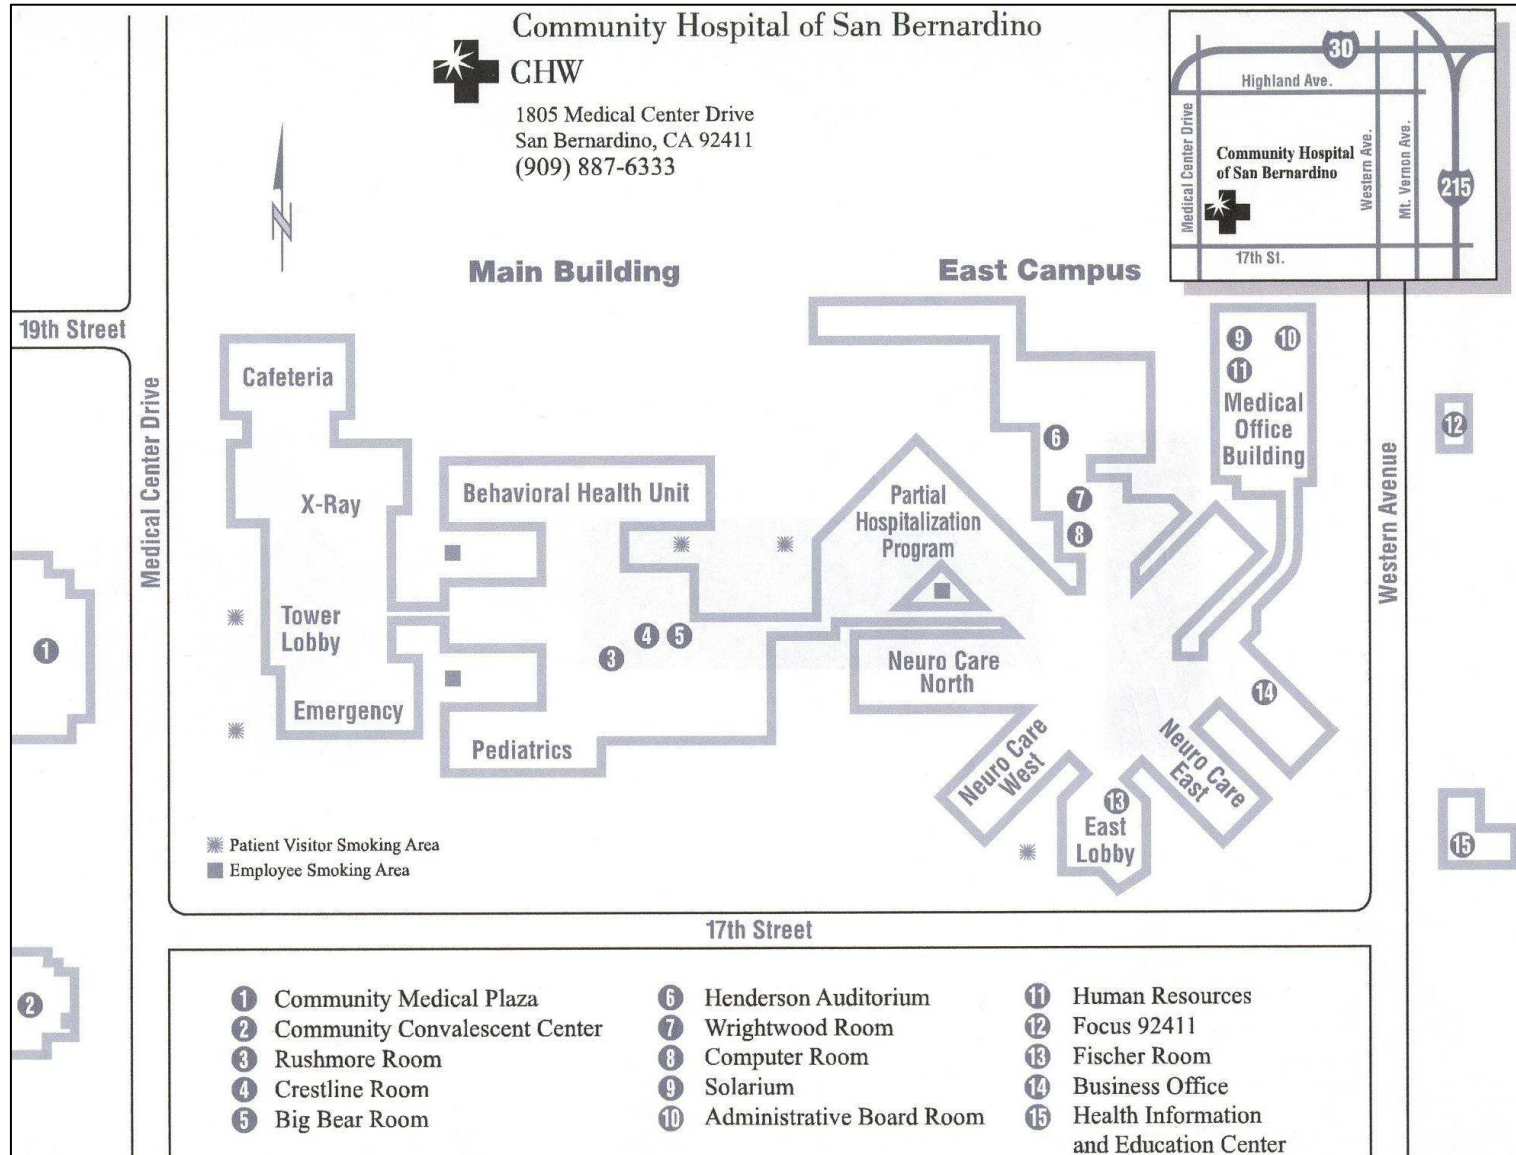 Community Hospital of San Bernardino
CHW
1805 Medical Center Drive
San Bernardino, CA 92411
(909) 887-6333
30
Highland Ave.
Medical Center Drive
Community Hospital
of San Bernardino
Western Ave.
Mt. Vernon Ave.
215
17th St.
N
Main Building
East Campus
19th Street
Medical Center Drive
Western Avenue
Cafeteria
X-Ray
Tower
Lobby
Emergency
Behavioral Health Unit
Pediatrics
Partial
Hospitalization
Program
Neuro Care
North
Neuro Care
West
East
Lobby
Neuro Care
East
Medical
Office
Building
1
2
3
4
5
6
7
8
9
10
11
12
13
14
15
Patient Visitor Smoking Area
Employee Smoking Area
17th Street
1 Community Medical Plaza
2 Community Convalescent Center
3 Rushmore Room
4 Crestline Room
5 Big Bear Room
6 Henderson Auditorium
7 Wrightwood Room
8 Computer Room
9 Solarium
10 Administrative Board Room
11 Human Resources
12 Focus 92411
13 Fischer Room
14 Business Office
15 Health Information
and Education Center